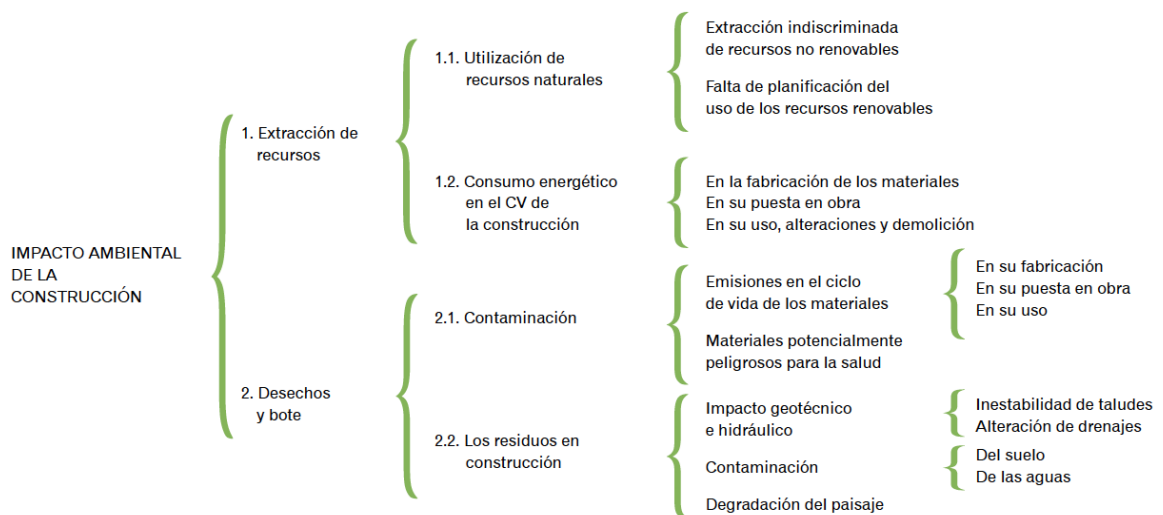 IMPACTO AMBIENTAL
DE LA
CONSTRUCCIÓN
1. Extracción de
recursos
1.1. Utilización de
recursos naturales
Extracción indiscriminada
de recursos no renovables
Falta de planificación del
uso de los recursos renovables
1.2. Consumo energético
en el CV de
la construcción
En la fabricación de los materiales
En su puesta en obra
En su uso, alteraciones y demolición
2. Desechos
y bote
2.1. Contaminación
Emisiones en el ciclo
de vida de los materiales
En su fabricación
En su puesta en obra
En su uso
Materiales potencialmente
peligrosos para la salud
2.2. Los residuos en
construcción
Impacto geotécnico
e hidráulico
Inestabilidad de taludes
Alteración de drenajes
Contaminación
Del suelo
De las aguas
Degradación del paisaje